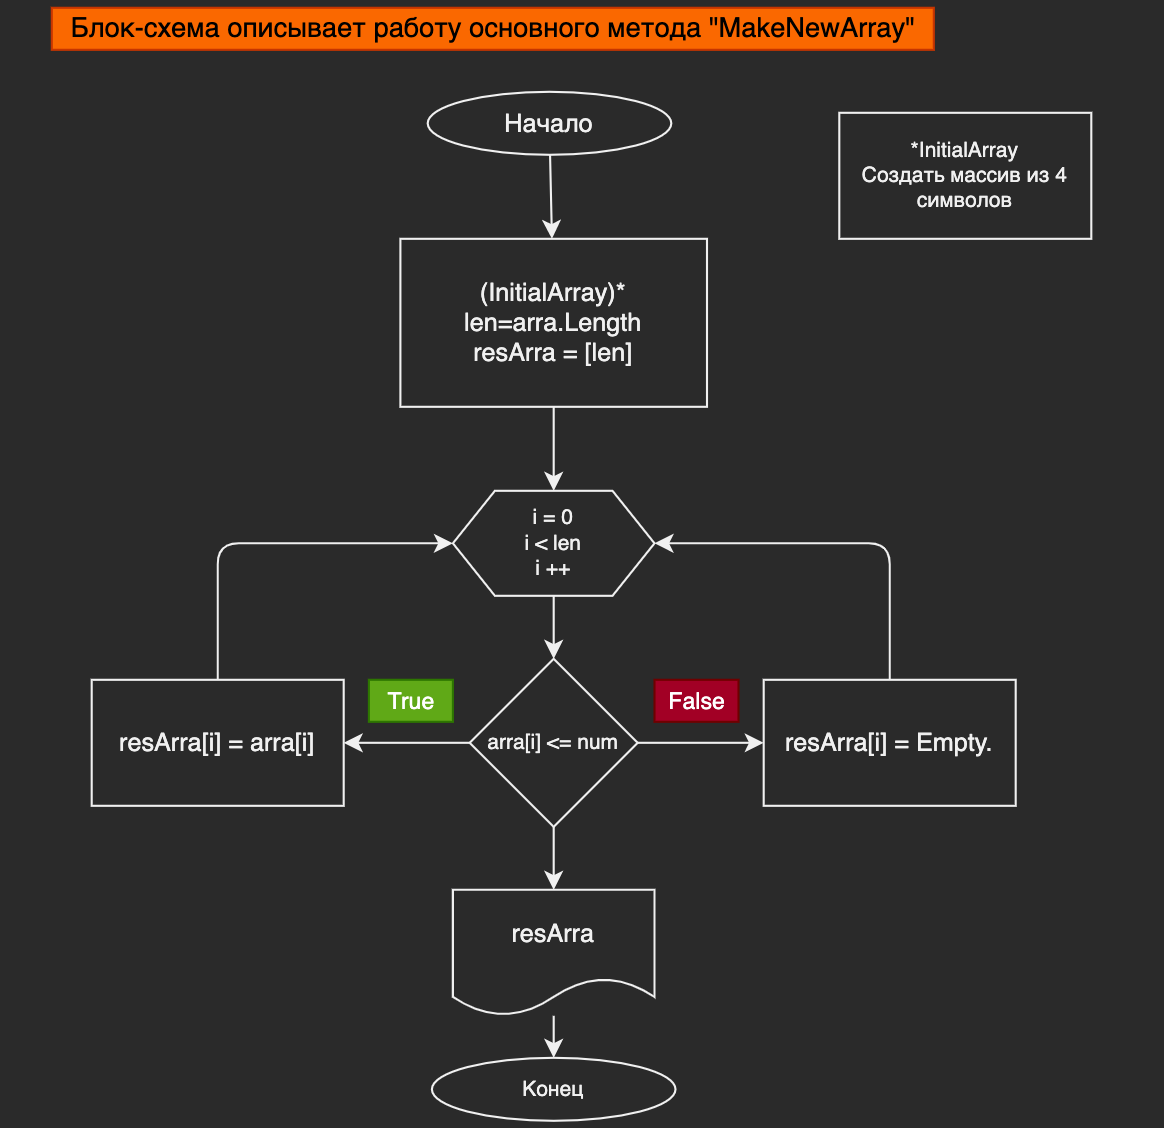 Блок-схема описывает работу основного метода "MakeNewArray"
Начало
*InitialArray
Создать массив из 4
символов
(InitialArray)*
len=arra.Length
resArra = [len]
i = 0
i < len
i ++
True
False
resArra[i] = arra[i]
arra[i] <= num
resArra[i] = Empty.
resArra
Конец